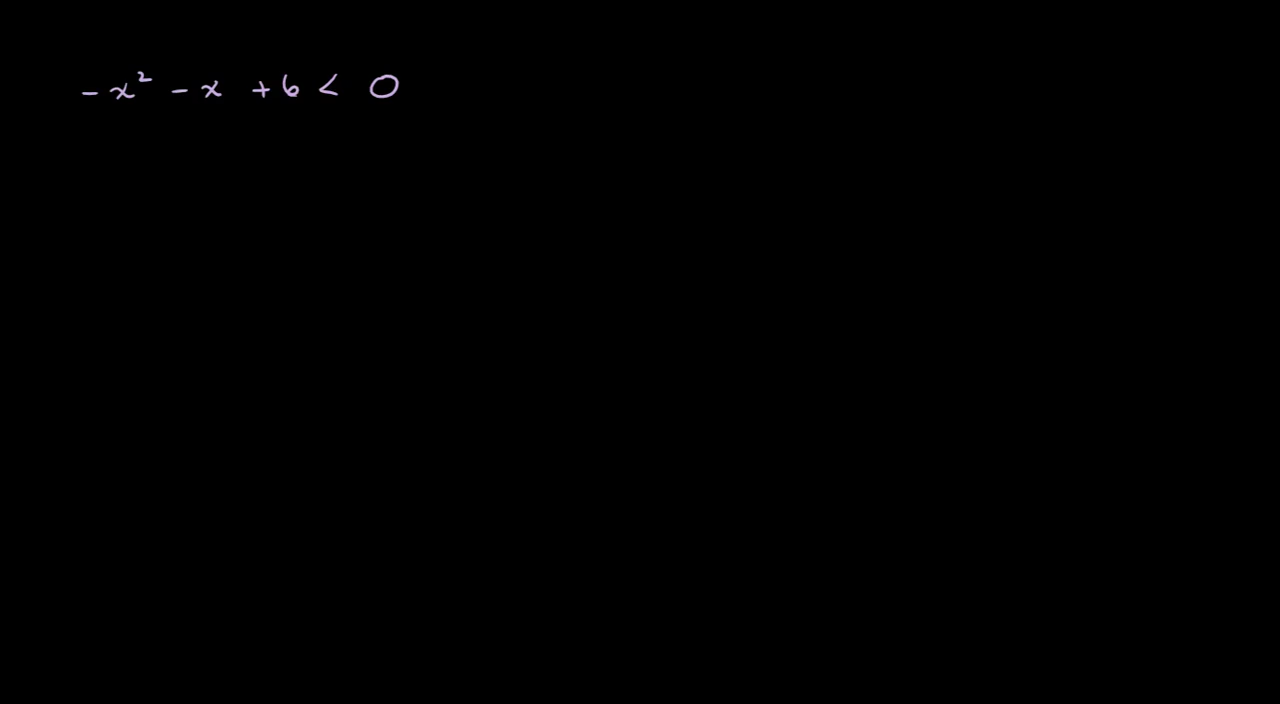 -x² - x + 6 < 0